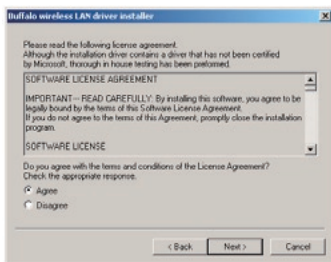 Buffalo wireless LAN driver installer
Please read the following license agreement.
Although the installation driver contains a driver that has not been certified
by Microsoft, thorough in house testing has been preformed.
SOFTWARE LICENSE AGREEMENT
IMPORTANT--- READ CAREFULLY: By installing this software, you agree to be
legally bound by the terms of this Software License Agreement.
If you do not agree to the terms of this Agreement, promptly close the installation
program.
SOFTWARE LICENSE
Do you agree with the terms and conditions of the License Agreement?
Check the appropriate response.
Agree
Disagree
< Back
Next >
Cancel